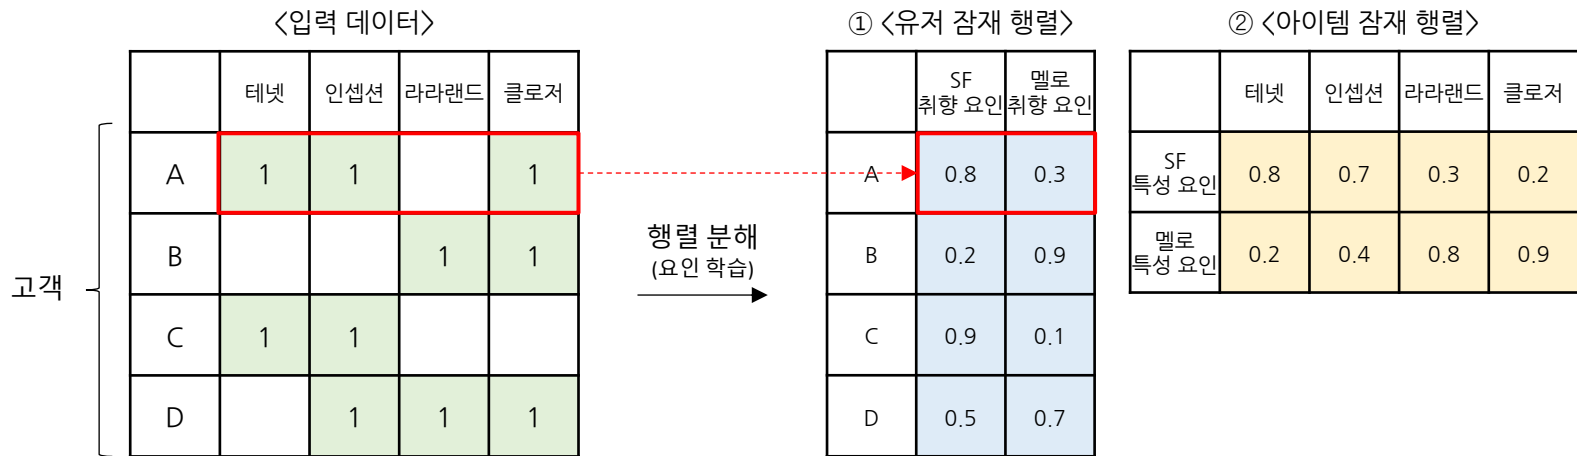 <입력 데이터>
① <유저 잠재 행렬>
② <아이템 잠재 행렬>
테넷 인셉션 라라랜드 클로저
A 1 1 1
B 1 1
C 1 1
D 1 1 1
고객
행렬 분해
(요인 학습)
SF
취향 요인
멜로
취향 요인
A 0.8 0.3
B 0.2 0.9
C 0.9 0.1
D 0.5 0.7
테넷 인셉션 라라랜드 클로저
SF
특성 요인
0.8 0.7 0.3 0.2
멜로
특성 요인
0.2 0.4 0.8 0.9